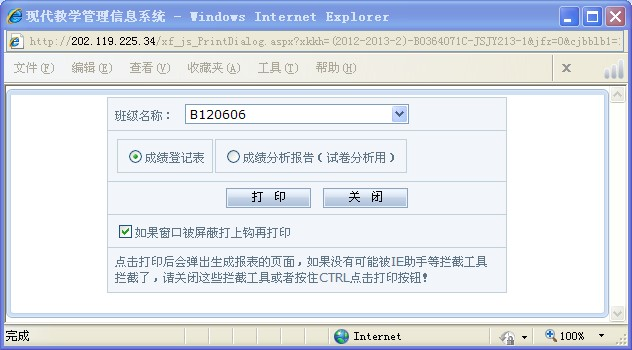 现代教学管理信息系统 - Windows Internet Explorer
http://202.119.225.34/xf_js_PrintDialog.aspx?xkkh=(2012-2013-2)-B0364071C-JSJY213-1&jfz=0&cjbblb1=
文件(F) 编辑(E) 查看(V) 收藏夹(A) 工具(T) 帮助(H)
班级名称： B120606
成绩登记表 成绩分析报告（试卷分析用）
打 印 关 闭
如果窗口被屏蔽打上钩再打印
点击打印后会弹出生成报表的页面，如果没有可能被IE助手等拦截工具
拦截了，请关闭这些拦截工具或者按住CTRL点击打印按钮！
完成 Internet 100%